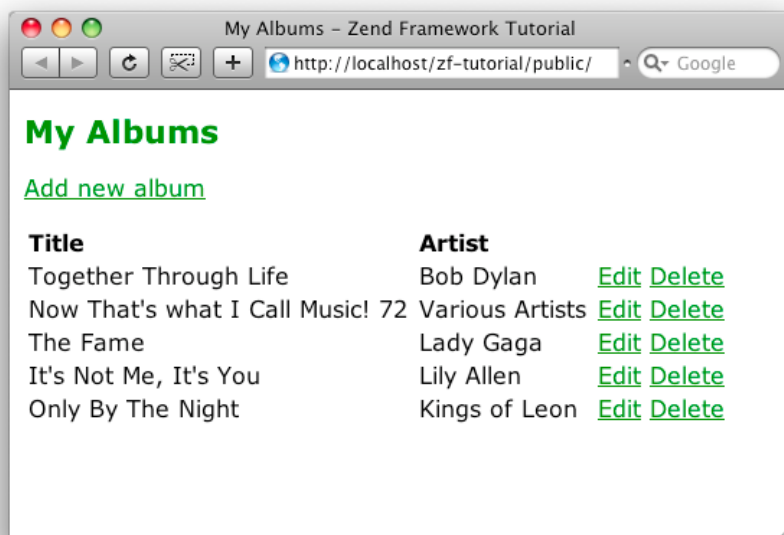 My Albums – Zend Framework Tutorial
http://localhost/zf-tutorial/public/ Google
My Albums
Add new album
Title Artist
Together Through Life Bob Dylan Edit Delete
Now That's what I Call Music! 72 Various Artists Edit Delete
The Fame Lady Gaga Edit Delete
It's Not Me, It's You Lily Allen Edit Delete
Only By The Night Kings of Leon Edit Delete